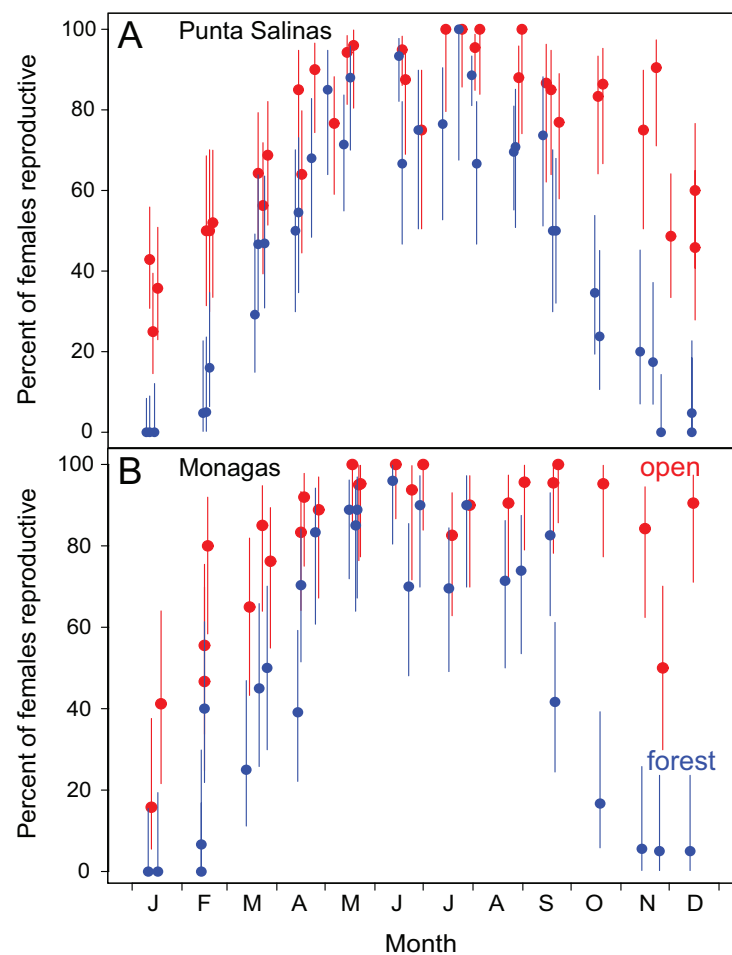 A Punta Salinas
Percent of females reproductive
100
80
60
40
20
0
B Monagas
open
forest
Percent of females reproductive
100
80
60
40
20
0
J F M A M J J A S O N D
Month